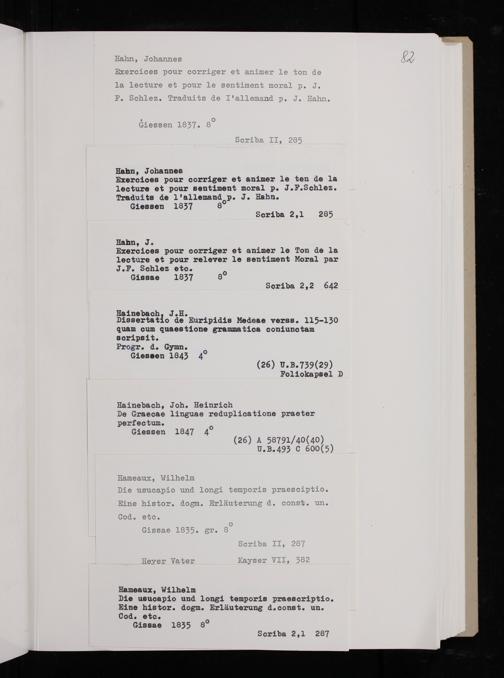 82
Hahn, Johannes
Exercices pour corriger et animer le ton de
la lecture et pour le sentiment moral p. J.
F. Schlez. Traduits de I'allemand p. J. Hahn.
Giessen 1837. 8°
Scriba II, 285
Hahn, Johannes
Exercices pour corriger et animer le ten de la
lecture et pour sentiment moral p. J.F.Schlez.
Traduits de l'allemand p. J. Hahn.
Giessen 1837 8°
Scriba 2,1 285
Hahn, J.
Exercices pour corriger et animer le Ton de la
lecture et pour relever le sentiment Moral par
J.F. Schlez etc.
Gissae 1837 8°
Scriba 2,2 642
Hainebach, J.H.
Dissertatio de Euripidis Medeae verss. 115-130
quam cum quaestione grammatica coniunctam
scripsit.
Progr. d. Gymn.
Giessen 1843 4°
(26) U.B.739(29)
Foliokapsel D
Hainebach, Joh. Heinrich
De Graecae linguae reduplicatione praeter
perfectum.
Giessen 1847 4°
(26) A 58791/40(40)
U.B.493 C 600(5)
Hameaux, Wilhelm
Die usucapio und longi temporis praesciptio.
Eine histor. dogm. Erläuterung d. const. un.
Cod. etc.
Gissae 1835. gr. 8°
Scriba II, 287
Heyer Vater Kayser VII, 382
Hameaux, Wilhelm
Die usucapio und longi temporis praescriptio.
Eine histor. dogm. Erläuterung d.const. un.
Cod. etc.
Gissae 1835 8°
Scriba 2,1 287